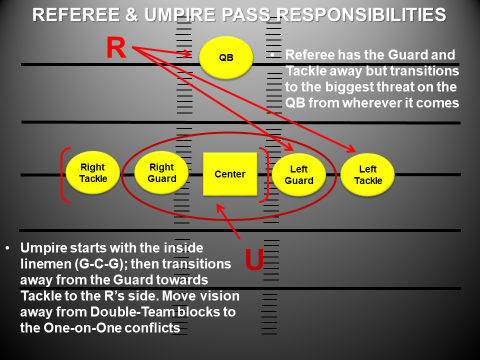 REFEREE & UMPIRE PASS RESPONSIBILITIES
R
QB
• Referee has the Guard and
Tackle away but transitions
to the biggest threat on the
QB from wherever it comes
Right
Tackle
Right
Guard
Center
Left
Guard
Left
Tackle
U
• Umpire starts with the inside
linemen (G-C-G); then transitions
away from the Guard towards
Tackle to the R's side. Move vision
away from Double-Team blocks to
the One-on-One conflicts